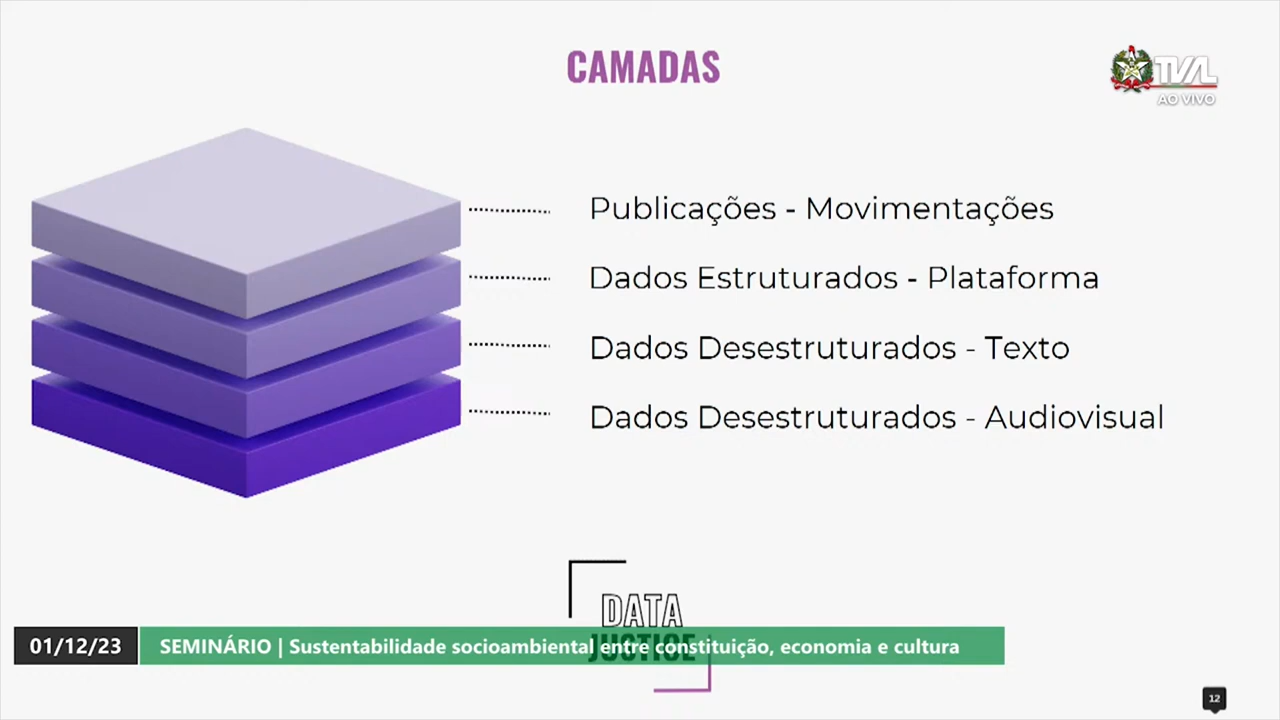 CAMADAS
TVAL
AO VIVO
Publicações - Movimentações
Dados Estruturados - Plataforma
Dados Desestruturados - Texto
Dados Desestruturados - Audiovisual
DATA
JUSTICE
01/12/23
SEMINÁRIO | Sustentabilidade socioambiental entre constituição, economia e cultura
12